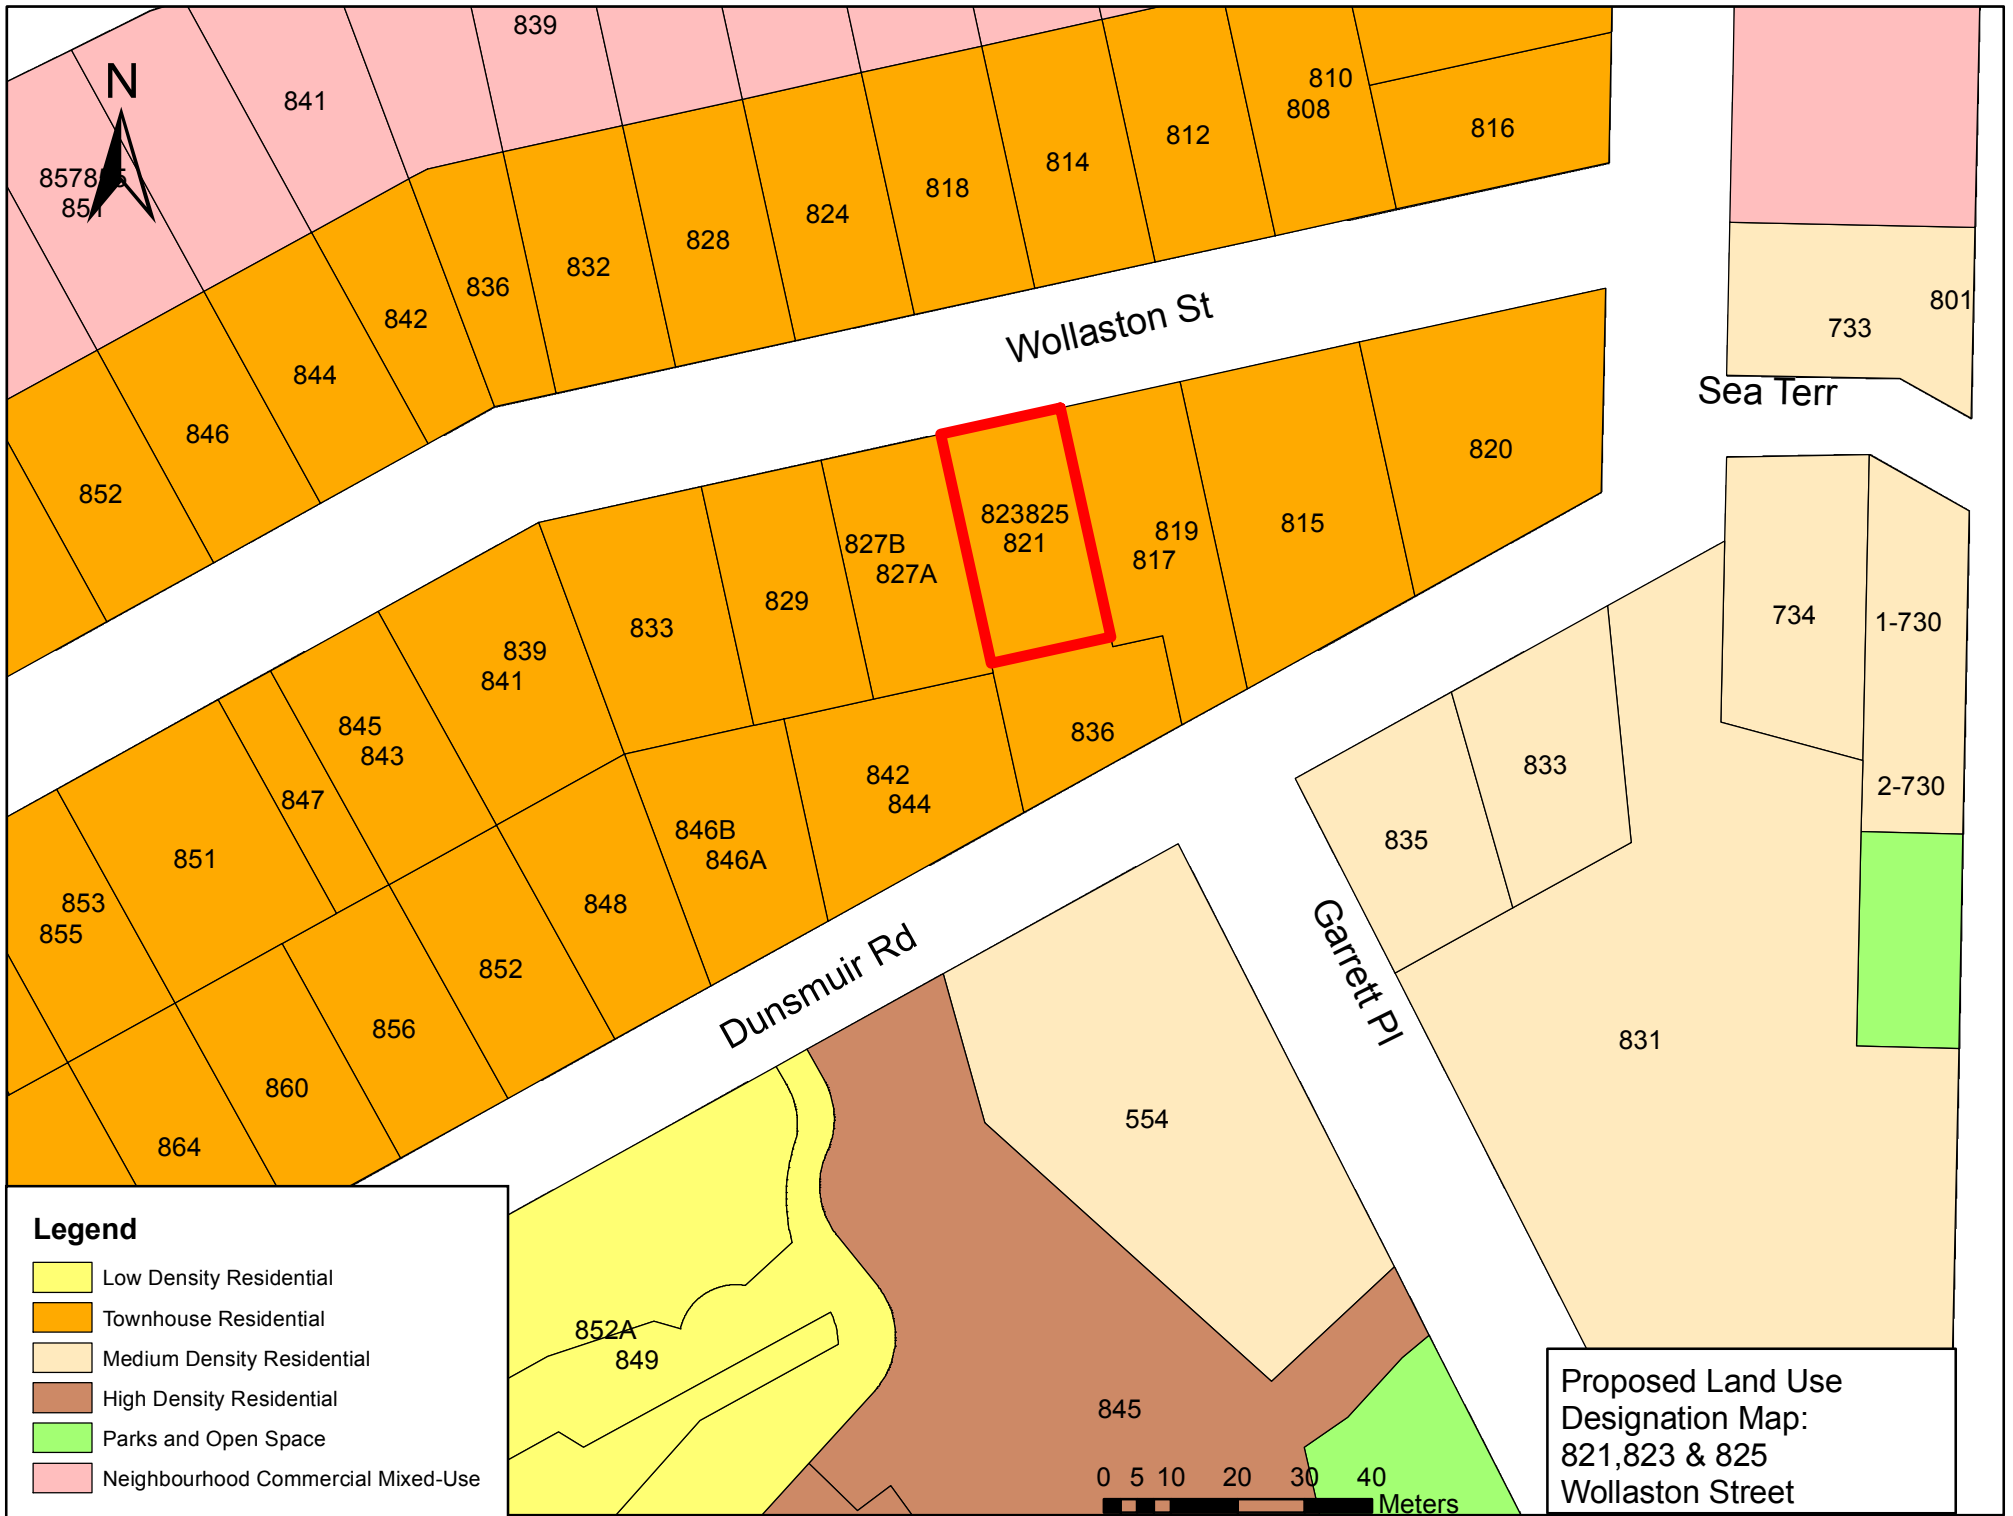 839
N
841
810
808
816
812
814
818
824
828
832
836
842
844
846
852
851
Wollaston St
801
733
Sea Terr
820
823825
821
819
817
815
827B
827A
829
833
839
841
845
843
847
851
853
855
734
1-730
2-730
836
842
844
846B
846A
848
852
856
860
864
833
835
831
Dunsmuir Rd
Garrett Pl
554
852A
849
845
Legend
Low Density Residential
Townhouse Residential
Medium Density Residential
High Density Residential
Parks and Open Space
Neighbourhood Commercial Mixed-Use
0 5 10 20 30 40
Meters
Proposed Land Use
Designation Map:
821,823 & 825
Wollaston Street